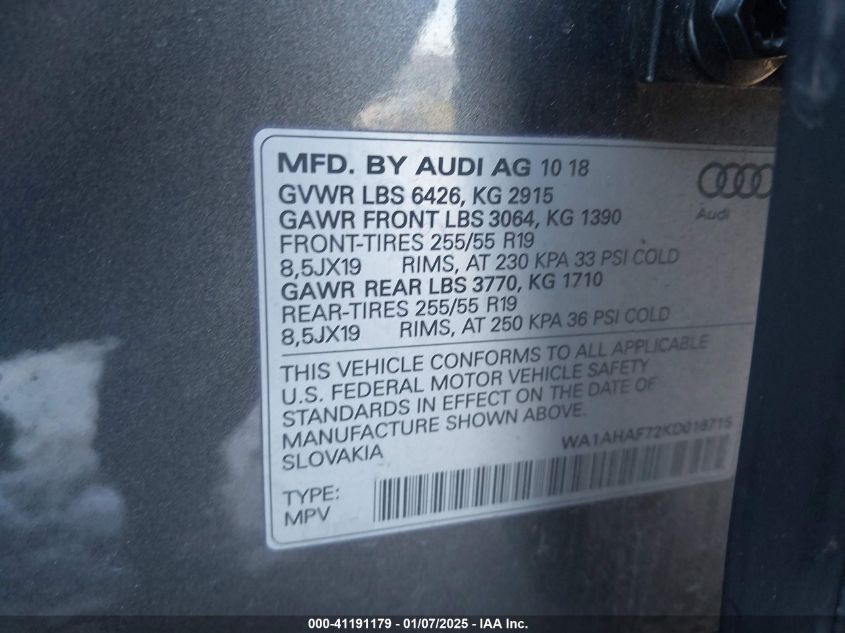 MFD. BY AUDI AG 10 18
GVWR LBS 6426, KG 2915
GAWR FRONT LBS 3064, KG 1390
FRONT-TIRES 255/55 R19
8,5JX19 RIMS, AT 230 KPA 33 PSI COLD
GAWR REAR LBS 3770, KG 1710
REAR-TIRES 255/55 R19
8,5JX19 RIMS, AT 250 KPA 36 PSI COLD
Audi
THIS VEHICLE CONFORMS TO ALL APPLICABLE
U.S. FEDERAL MOTOR VEHICLE SAFETY
STANDARDS IN EFFECT ON THE DATE OF
MANUFACTURE SHOWN ABOVE.
SLOVAKIA
WA1AHAF72KD016715
TYPE:
MPV
000-41191179 | 01/07/2025 | IAA Inc.